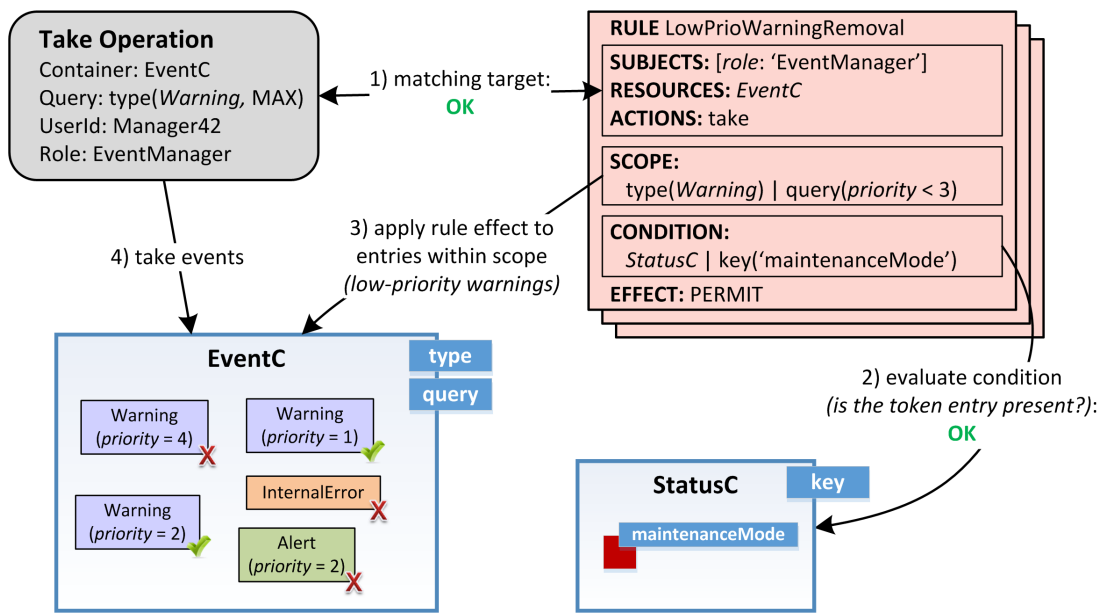 Take Operation
Container: EventC
Query: type(Warning, MAX)
UserId: Manager42
Role: EventManager
1) matching target:
OK
RULE LowPrioWarningRemoval
SUBJECTS: [role: ‘EventManager’]
RESOURCES: EventC
ACTIONS: take
SCOPE:
type(Warning) | query(priority < 3)
CONDITION:
StatusC | key(‘maintenanceMode’)
EFFECT: PERMIT
3) apply rule effect to
entries within scope
(low-priority warnings)
4) take events
EventC
type
query
Warning
(priority = 4)
X
Warning
(priority = 1)
InternalError
X
Warning
(priority = 2)
Alert
(priority = 2)
X
2) evaluate condition
(is the token entry present?):
OK
StatusC
key
maintenanceMode